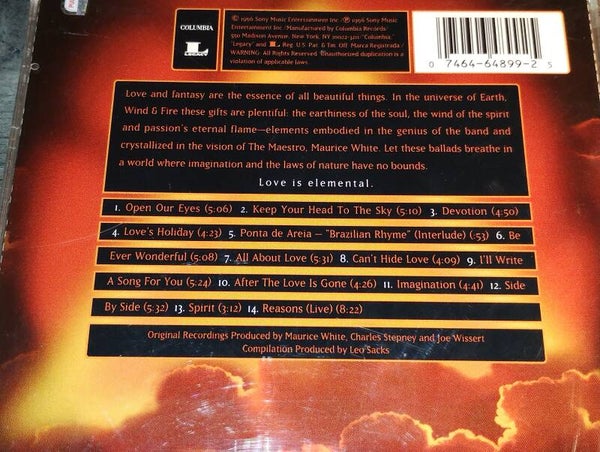 COLUMBIA
L
LEGACY
© 1996 Sony Music Entertainment Inc./ ℗ 1996 Sony Music
Entertainment Inc./Manufactured by Columbia Records/
550 Madison Avenue, New York, NY 10022-3211/"Columbia,"
"Legacy" and L Reg. U.S. Pat. & Tm. Off. Marca Registrada./
WARNING: All Rights Reserved. Unauthorized duplication is a
violation of applicable laws.
0 7464-64899-2 5
Love and fantasy are the essence of all beautiful things. In the universe of Earth,
Wind & Fire these gifts are plentiful: the earthiness of the soul, the wind of the spirit
and passion's eternal flame—elements embodied in the genius of the band and
crystallized in the vision of The Maestro, Maurice White. Let these ballads breathe in
a world where imagination and the laws of nature have no bounds.
Love is elemental.
1. Open Our Eyes (5:06) 2. Keep Your Head To The Sky (5:10) 3. Devotion (4:50)
4. Love's Holiday (4:23) 5. Ponta de Areia – "Brazilian Rhyme" (Interlude) (:53) 6. Be
Ever Wonderful (5:08) 7. All About Love (5:31) 8. Can't Hide Love (4:09) 9. I'll Write
A Song For You (5:24) 10. After The Love Is Gone (4:26) 11. Imagination (4:41) 12. Side
By Side (5:32) 13. Spirit (3:12) 14. Reasons (Live) (8:22)
Original Recordings Produced by Maurice White, Charles Stepney and Joe Wissert
Compilation Produced by Leo Sacks